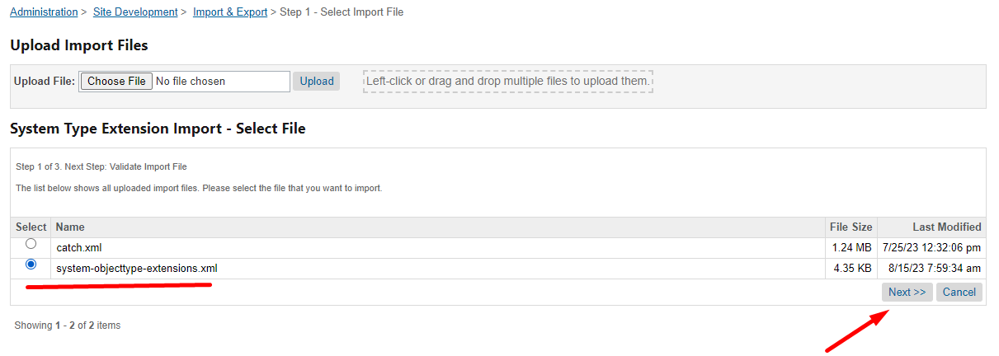 Administration > Site Development > Import & Export > Step 1 - Select Import File
Upload Import Files
Upload File: Choose File No file chosen Upload Left-click or drag and drop multiple files to upload them.
System Type Extension Import - Select File
Step 1 of 3. Next Step: Validate Import File
The list below shows all uploaded import files. Please select the file that you want to import.
Select Name File Size Last Modified
catch.xml 1.24 MB 7/25/23 12:32:06 pm
system-objecttype-extensions.xml 4.35 KB 8/15/23 7:59:34 am
Next >> Cancel
Showing 1 - 2 of 2 items